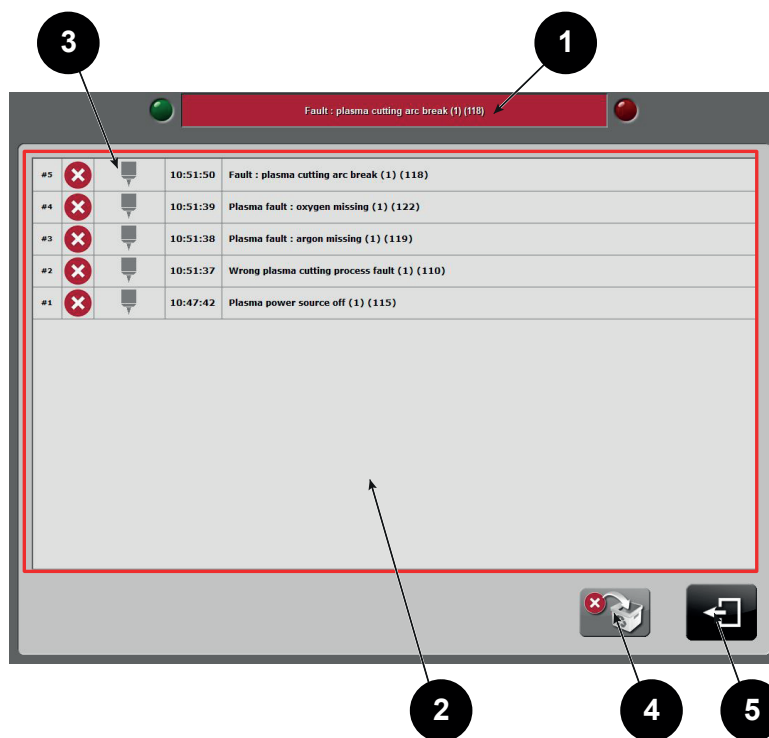 3
1
Fault : plasma cutting arc break (1) (118)
#5 10:51:50 Fault : plasma cutting arc break (1) (118)
#4 10:51:39 Plasma fault : oxygen missing (1) (122)
#3 10:51:38 Plasma fault : argon missing (1) (119)
#2 10:51:37 Wrong plasma cutting process fault (1) (110)
#1 10:47:42 Plasma power source off (1) (115)
2
4
5